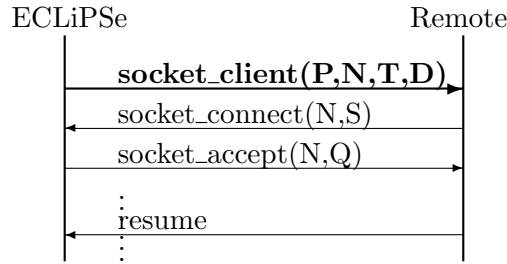 ECLiPSe Remote
socket_client(P,N,T,D)
socket_connect(N,S)
socket_accept(N,Q)
resume